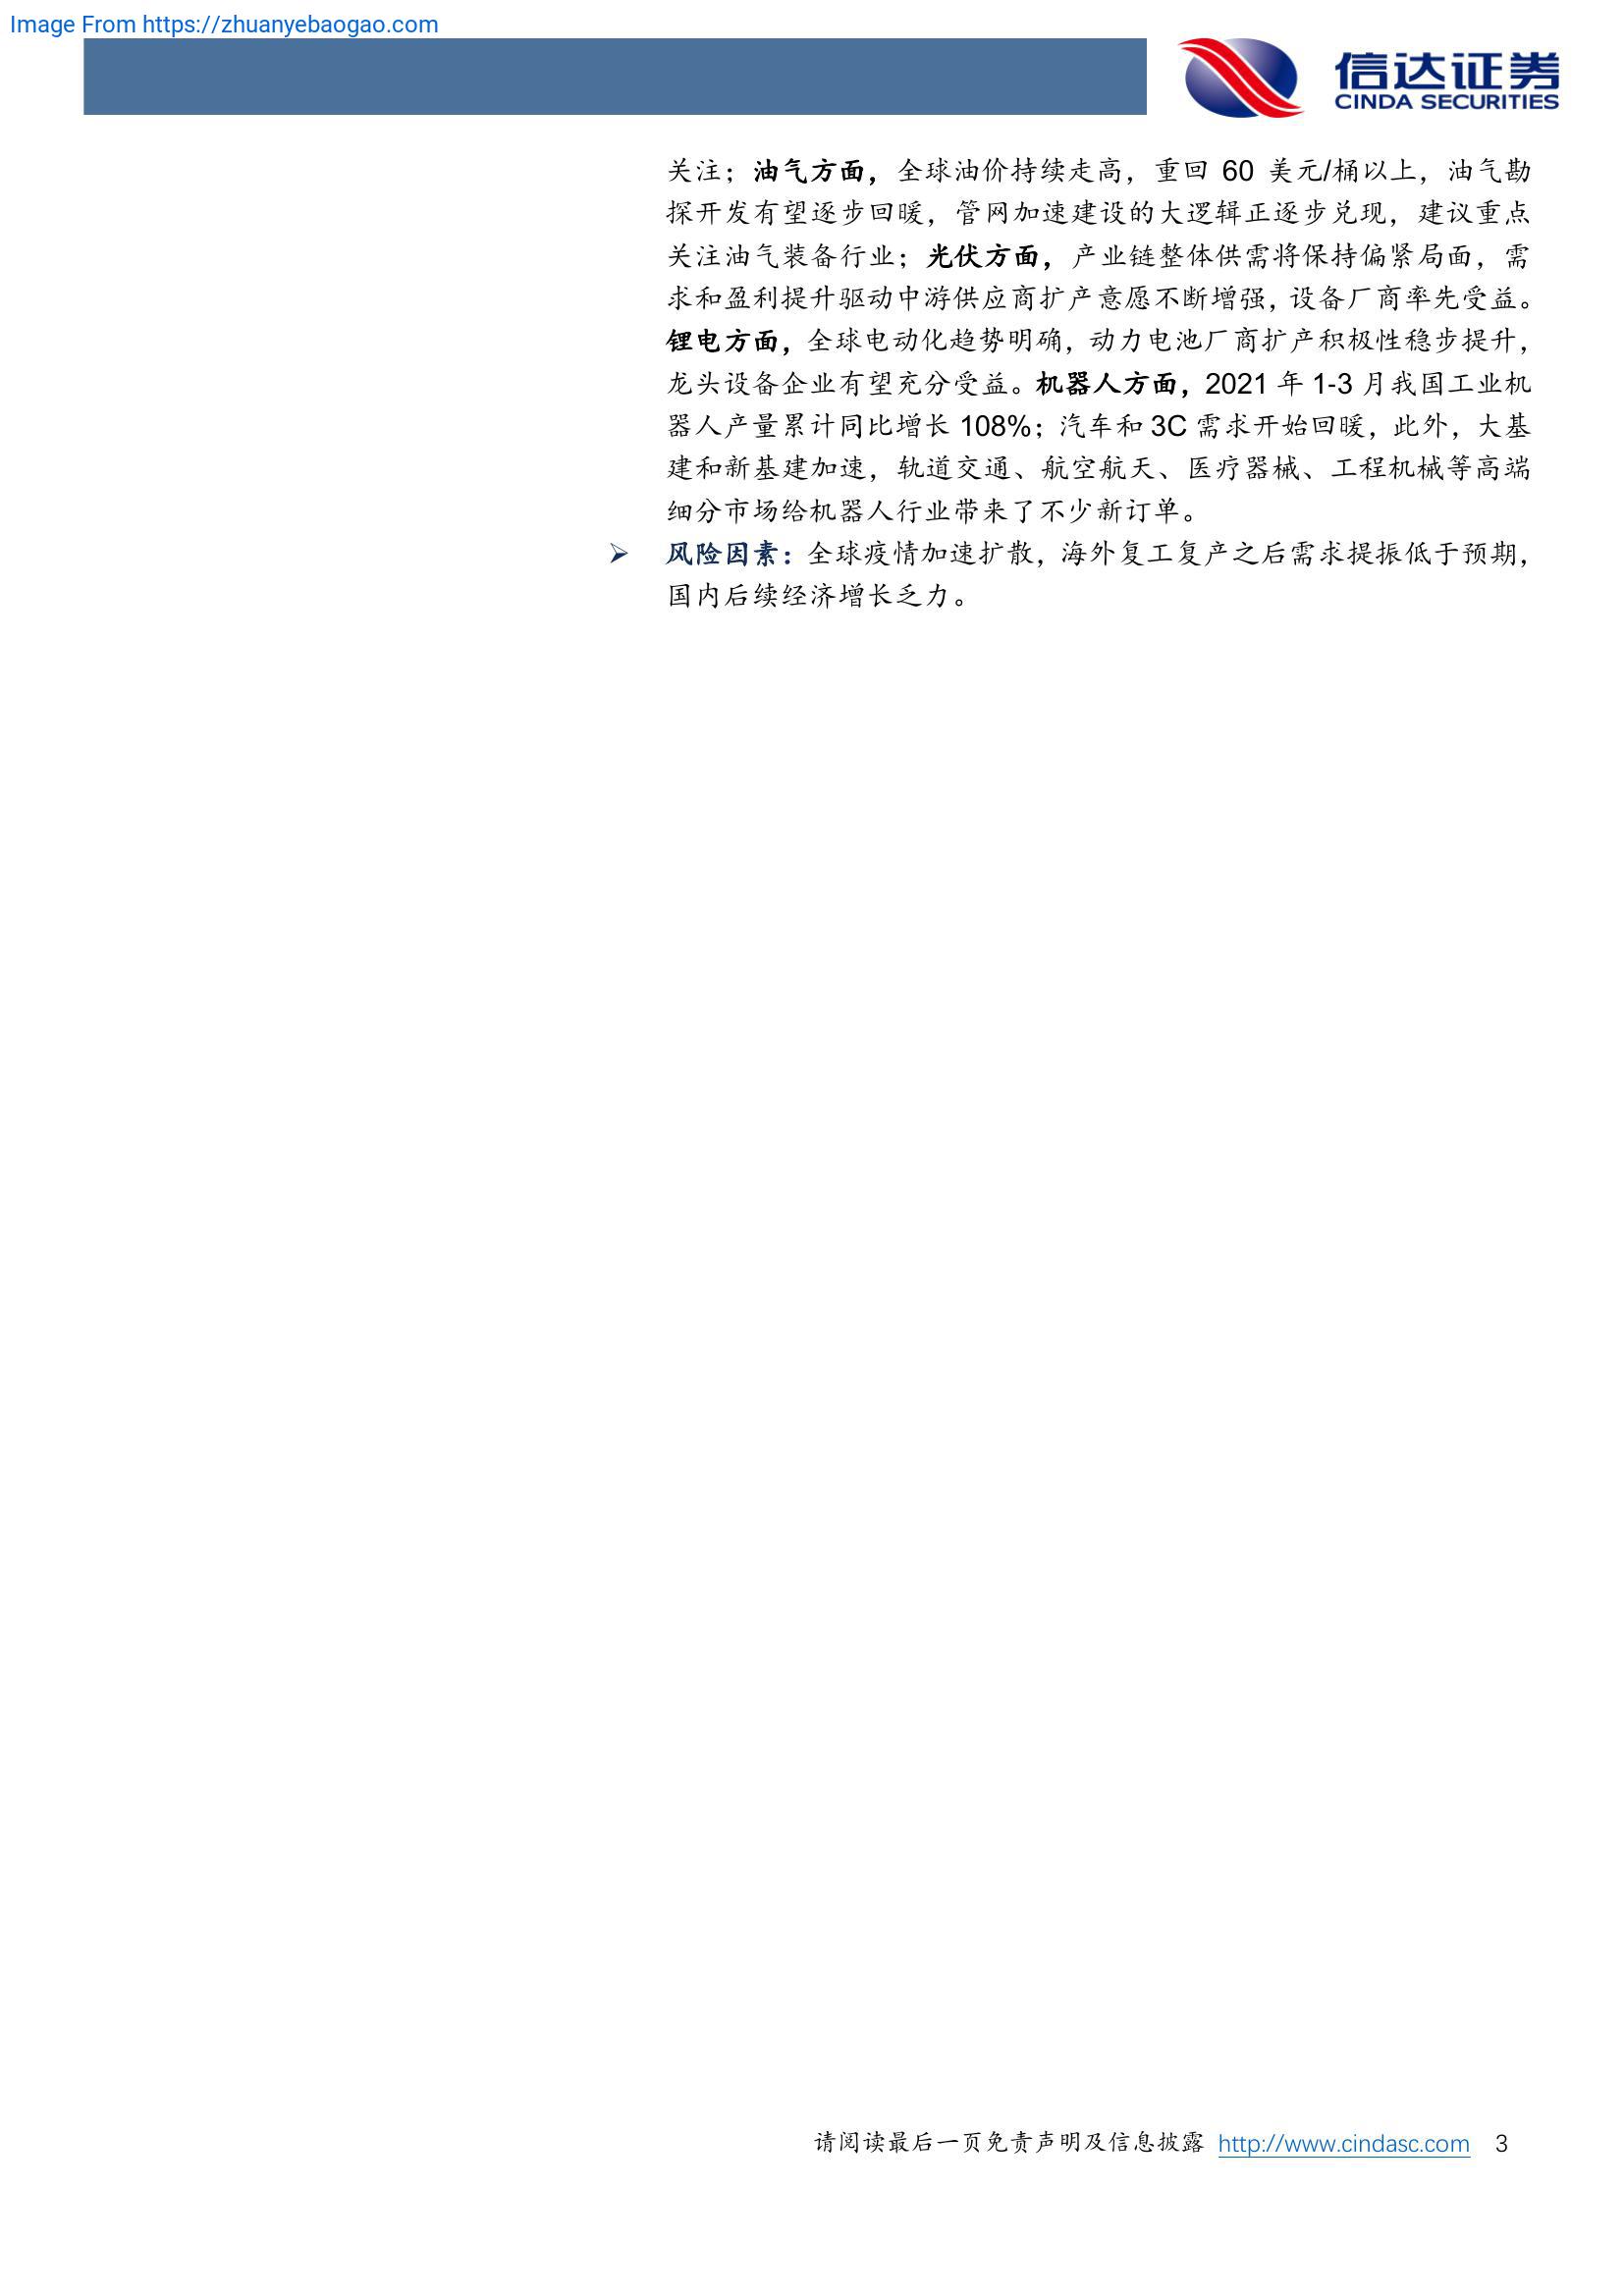 Image From https://zhuanyebaogao.com
信达证券
CINDA SECURITIES
关注；油气方面，全球油价持续走高，重回 60 美元/桶以上，油气勘
探开发有望逐步回暖，管网加速建设的大逻辑正逐步兑现，建议重点
关注油气装备行业；光伏方面，产业链整体供需将保持偏紧局面，需
求和盈利提升驱动中游供应商扩产意愿不断增强，设备厂商率先受益。
锂电方面，全球电动化趋势明确，动力电池厂商扩产积极性稳步提升，
龙头设备企业有望充分受益。机器人方面，2021 年 1-3 月我国工业机
器人产量累计同比增长 108%；汽车和 3C 需求开始回暖，此外，大基
建和新基建加速，轨道交通、航空航天、医疗器械、工程机械等高端
细分市场给机器人行业带来了不少新订单。
➢ 风险因素：全球疫情加速扩散，海外复工复产之后需求提振低于预期，
国内后续经济增长乏力。
请阅读最后一页免责声明及信息披露 http://www.cindasc.com 3